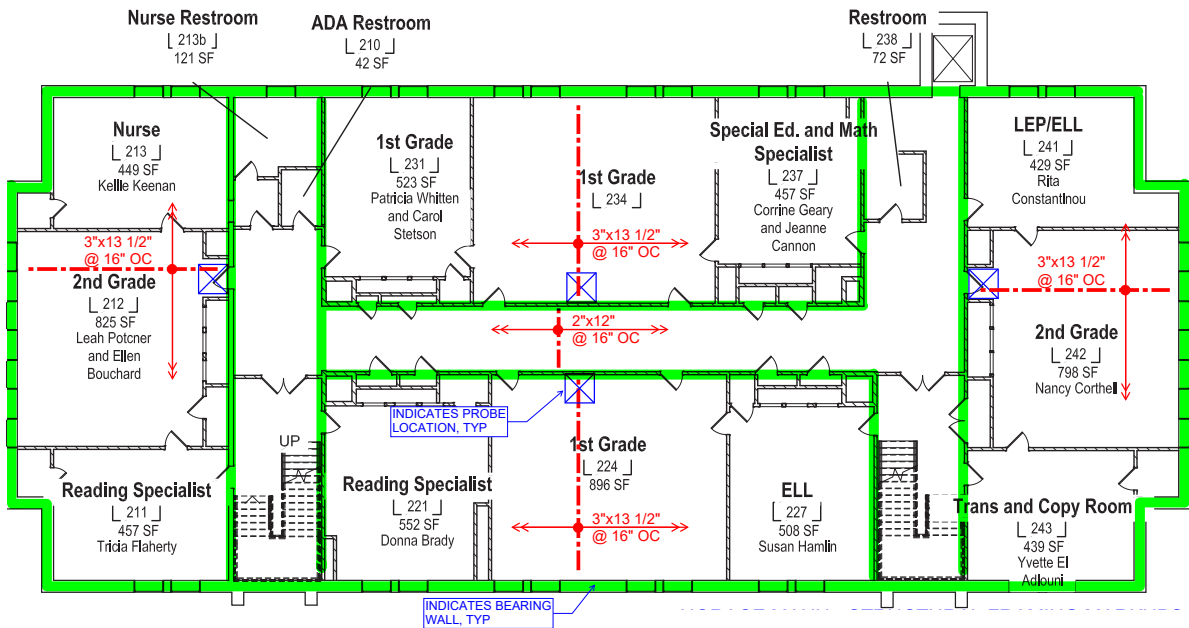 Nurse Restroom
213b
121 SF
ADA Restroom
210
42 SF
Restroom
238
72 SF
Nurse
213
449 SF
Kellie Keenan
1st Grade
231
523 SF
Patricia Whitten
and Carol
Stetson
1st Grade
234
Special Ed. and Math
Specialist
237
457 SF
Corrine Geary
and Jeanne
Cannon
LEP/ELL
241
429 SF
Rita
Constantinou
3"x13 1/2"
@ 16" OC
3"x13 1/2"
@ 16" OC
3"x13 1/2"
@ 16" OC
2nd Grade
212
825 SF
Leah Potcner
and Ellen
Bouchard
2"x12"
@ 16" OC
2nd Grade
242
798 SF
Nancy Corthell
INDICATES PROBE
LOCATION, TYP
UP
1st Grade
224
896 SF
Reading Specialist
211
457 SF
Tricia Flaherty
Reading Specialist
221
552 SF
Donna Brady
3"x13 1/2"
@ 16" OC
ELL
227
508 SF
Susan Hamlin
Trans and Copy Room
243
439 SF
Yvette El
Adlouni
INDICATES BEARING
WALL, TYP